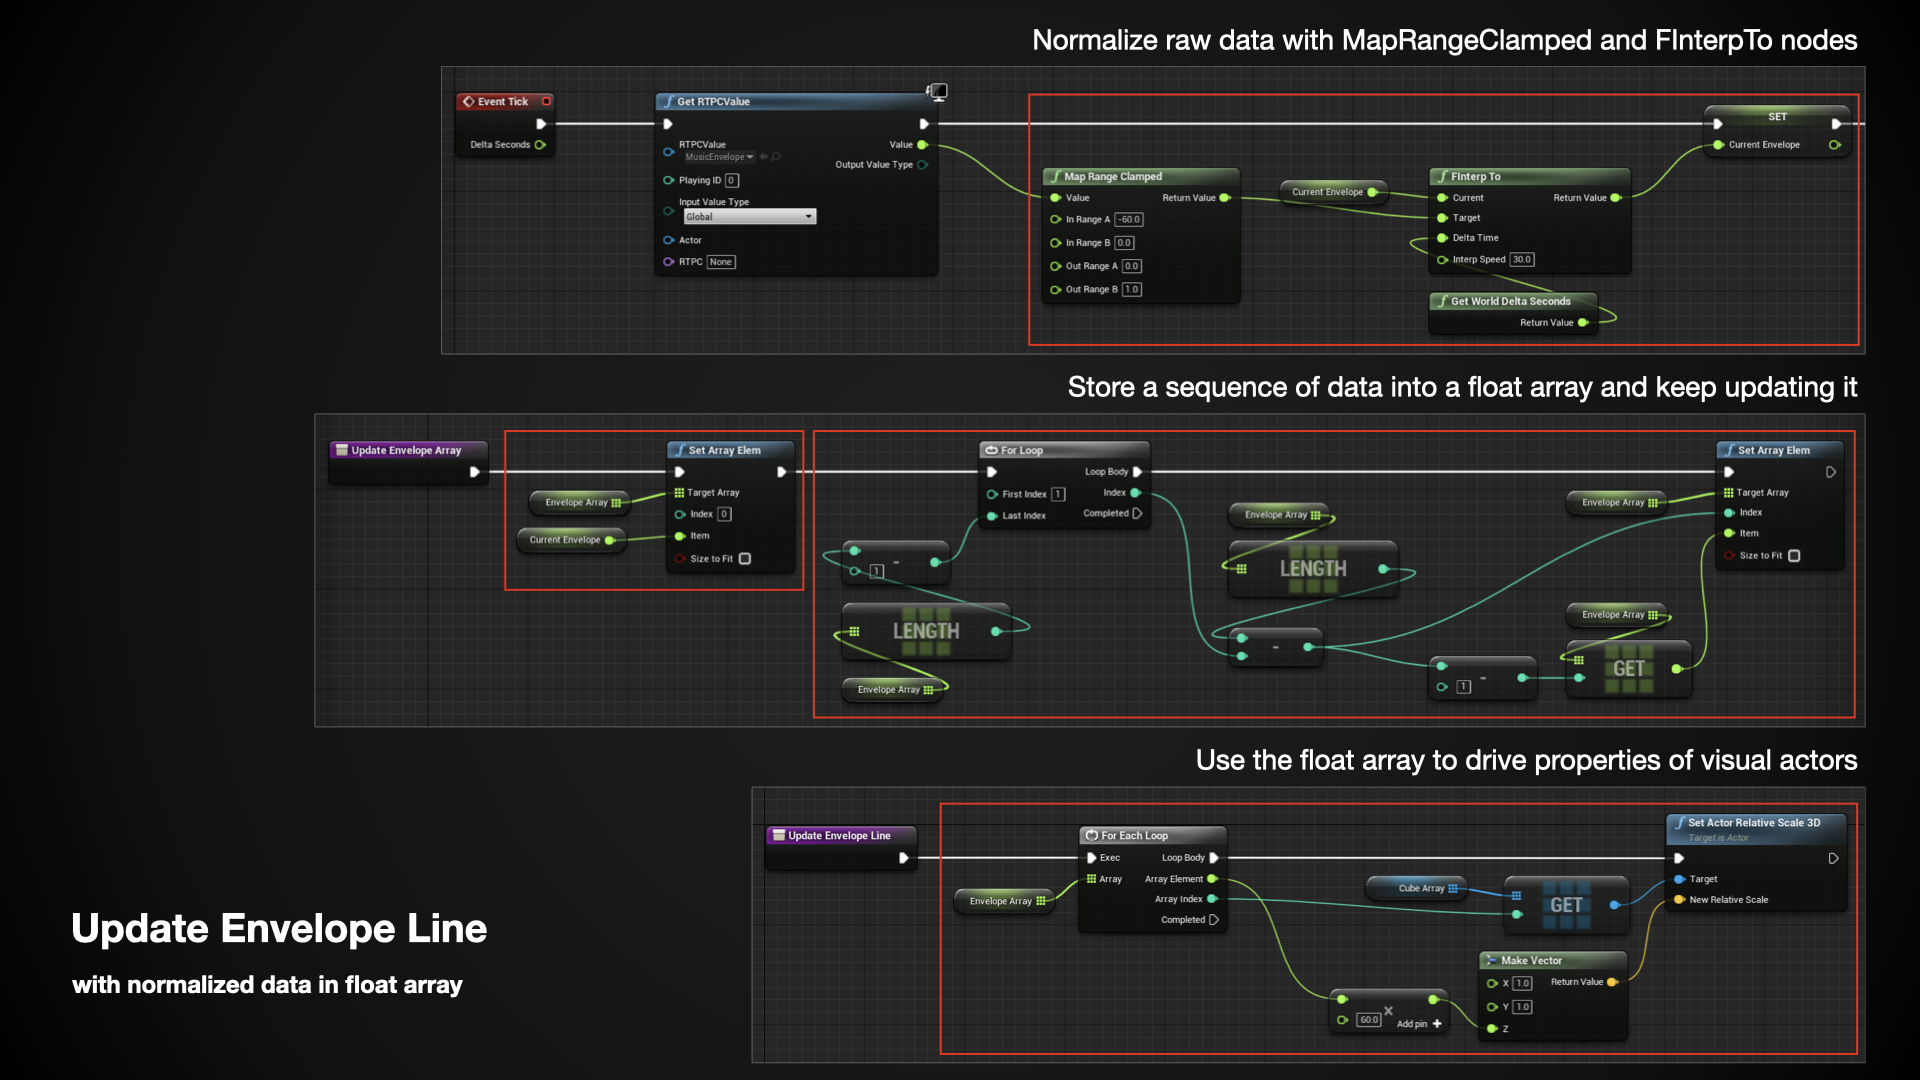 Normalize raw data with MapRangeClamped and FInterpTo nodes
Event Tick
Delta Seconds
Get RTPCValue
RTPCValue
MusicEnvelope
Playing ID 0
Input Value Type
Global
Actor
RTPC None
Value
Output Value Type
Map Range Clamped
Value Return Value
In Range A -60.0
In Range B 0.0
Out Range A 0.0
Out Range B 1.0
Current Envelope
FInterp To
Current Return Value
Target
Delta Time
Interp Speed 30.0
Get World Delta Seconds
Return Value
SET
Current Envelope
Store a sequence of data into a float array and keep updating it
Update Envelope Array
Envelope Array
Current Envelope
Set Array Elem
Target Array
Index 0
Item
Size to Fit
For Loop
Loop Body
First Index 1 Index
Last Index Completed
1 -
LENGTH
Envelope Array
Envelope Array
LENGTH
-
1 -
Envelope Array
Envelope Array
GET
Set Array Elem
Target Array
Index
Item
Size to Fit
Use the float array to drive properties of visual actors
Update Envelope Line
Envelope Array
For Each Loop
Exec Loop Body
Array Array Element
Array Index
Completed
Cube Array
GET
60.0 × Add pin +
Make Vector
X 1.0 Return Value
Y 1.0
Z
Set Actor Relative Scale 3D
Target is Actor
Target
New Relative Scale
Update Envelope Line
with normalized data in float array